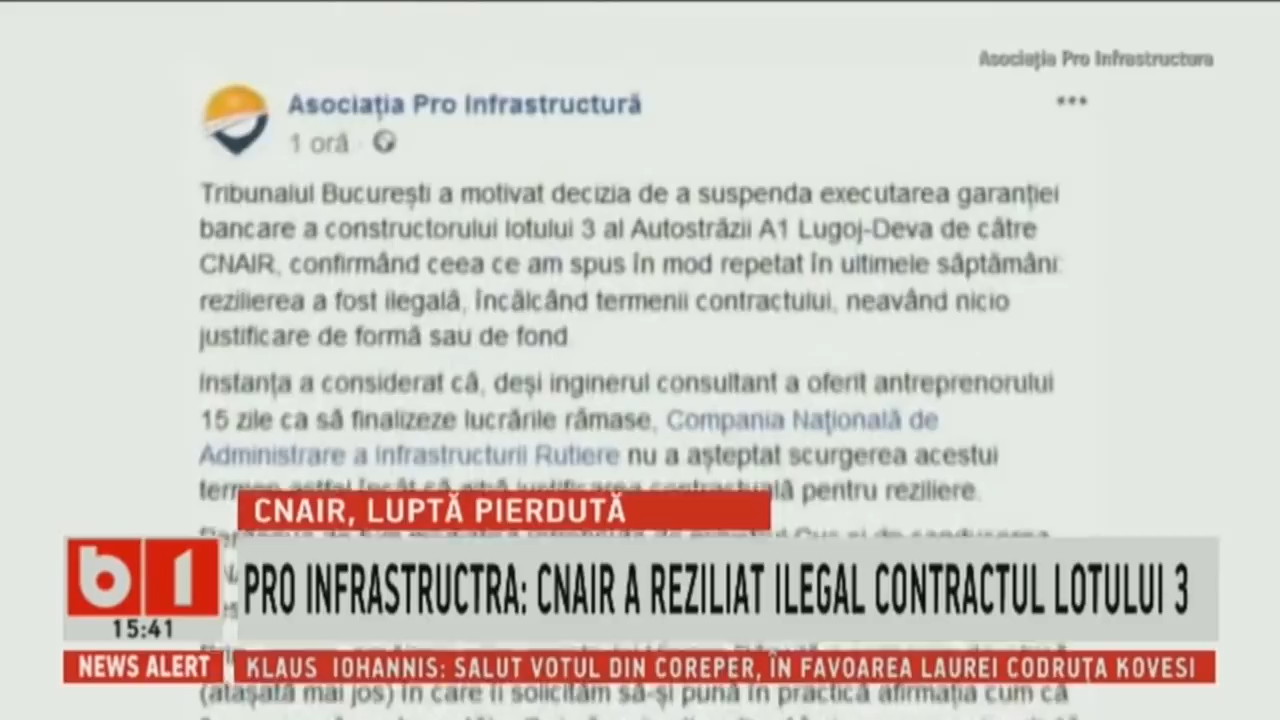 Asociația Pro Infrastructura
Asociația Pro Infrastructură
1 oră
Tribunalul București a motivat decizia de a suspenda executarea garanției
bancare a constructorului lotului 3 al Autostrăzii A1 Lugoj-Deva de către
CNAIR, confirmând ceea ce am spus în mod repetat în ultimele săptămâni:
rezilierea a fost ilegală, încălcând termenii contractului, neavând nicio
justificare de formă sau de fond.
Instanța a considerat că, deși inginerul consultant a oferit antreprenorului
15 zile ca să finalizeze lucrările rămase, Compania Națională de
Administrare a Infrastructurii Rutiere nu a așteptat scurgerea acestui
pentru reziliere.
CNAIR, LUPTĂ PIERDUTĂ
b1
PRO INFRASTRUCTRA: CNAIR A REZILIAT ILEGAL CONTRACTUL LOTULUI 3
15:41
NEWS ALERT
KLAUS IOHANNIS: SALUT VOTUL DIN COREPER, ÎN FAVOAREA LAUREI CODRUȚA KOVESI
(atașată mai jos) în care îi solicităm să-și pună în practică afirmația cum că